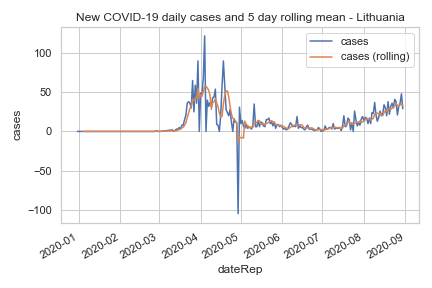 New COVID-19 daily cases and 5 day rolling mean - Lithuania
cases
cases (rolling)
100
50
0
−50
−100
cases
2020-01
2020-02
2020-03
2020-04
2020-05
2020-06
2020-07
2020-08
2020-09
dateRep